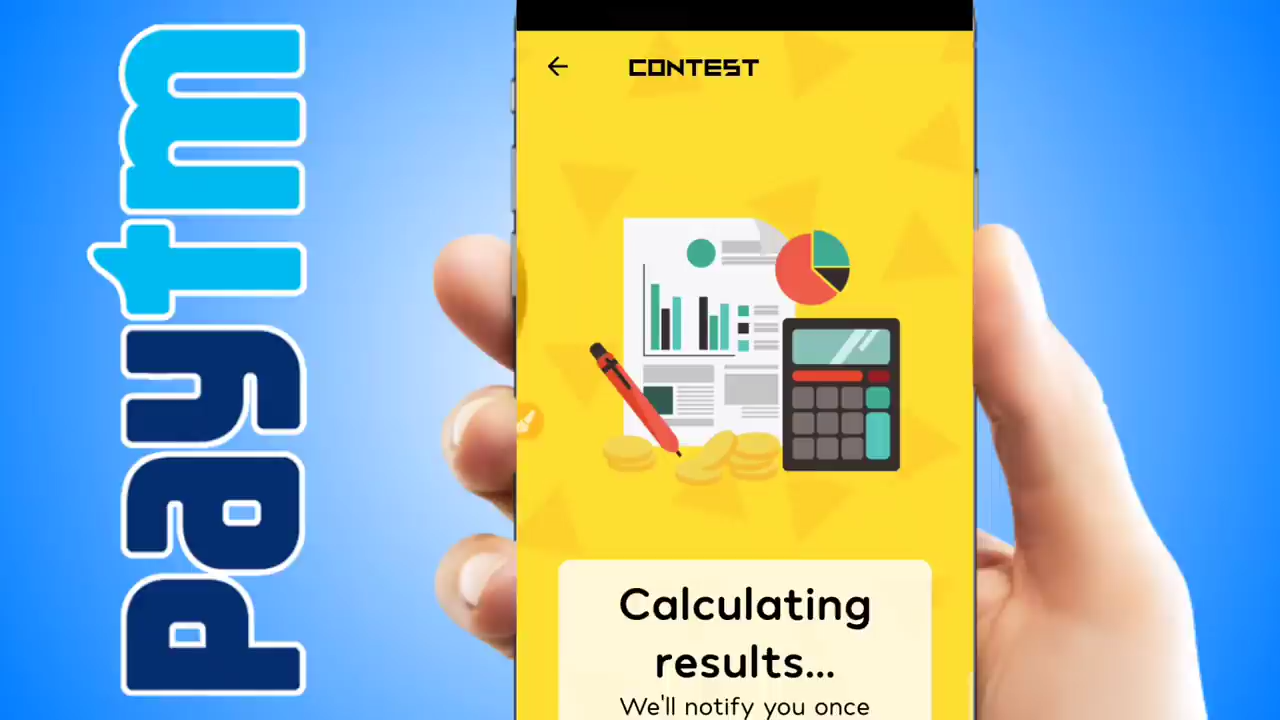 paytm
CONTEST
Calculating
results...
We'll notify you once